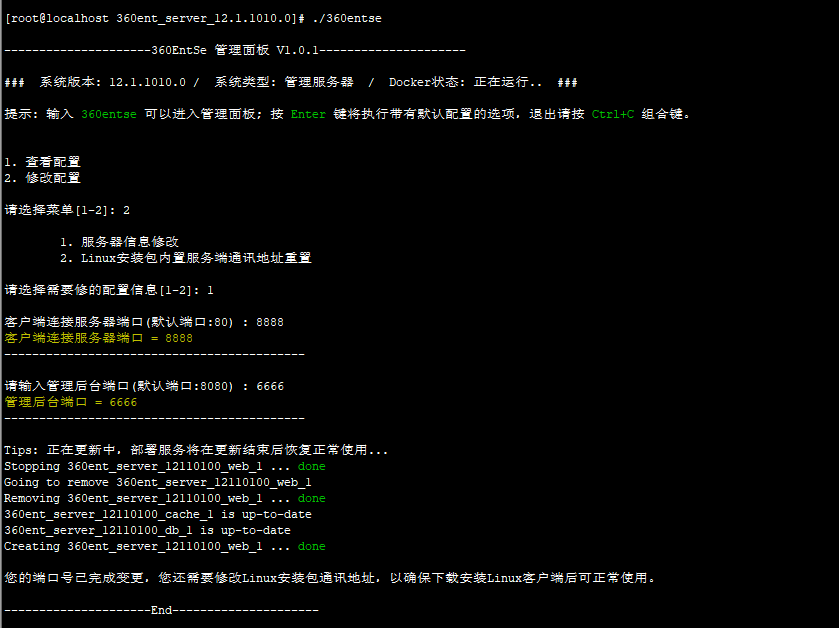 [root@localhost 360ent_server_12.1.1010.0]# ./360entse
---------------------360EntSe 管理面板 V1.0.1---------------------
### 系统版本: 12.1.1010.0 / 系统类型: 管理服务器 / Docker状态: 正在运行.. ###
提示: 输入 360entse 可以进入管理面板; 按 Enter 键将执行带有默认配置的选项, 退出请按 Ctrl+C 组合键。
1. 查看配置
2. 修改配置
请选择菜单[1-2]: 2
1. 服务器信息修改
2. Linux安装包内置服务端通讯地址重置
请选择需要修的配置信息[1-2]: 1
客户端连接服务器端口(默认端口:80) : 8888
客户端连接服务器端口 = 8888
-------------------------------------------
请输入管理后台端口(默认端口:8080) : 6666
管理后台端口 = 6666
-------------------------------------------
Tips: 正在更新中, 部署服务将在更新结束后恢复正常使用...
Stopping 360ent_server_12110100_web_1 ... done
Going to remove 360ent_server_12110100_web_1
Removing 360ent_server_12110100_web_1 ... done
360ent_server_12110100_cache_1 is up-to-date
360ent_server_12110100_db_1 is up-to-date
Creating 360ent_server_12110100_web_1 ... done
您的端口号已完成变更, 您还需要修改Linux安装包通讯地址, 以确保下载安装Linux客户端后可正常使用。
---------------------End---------------------